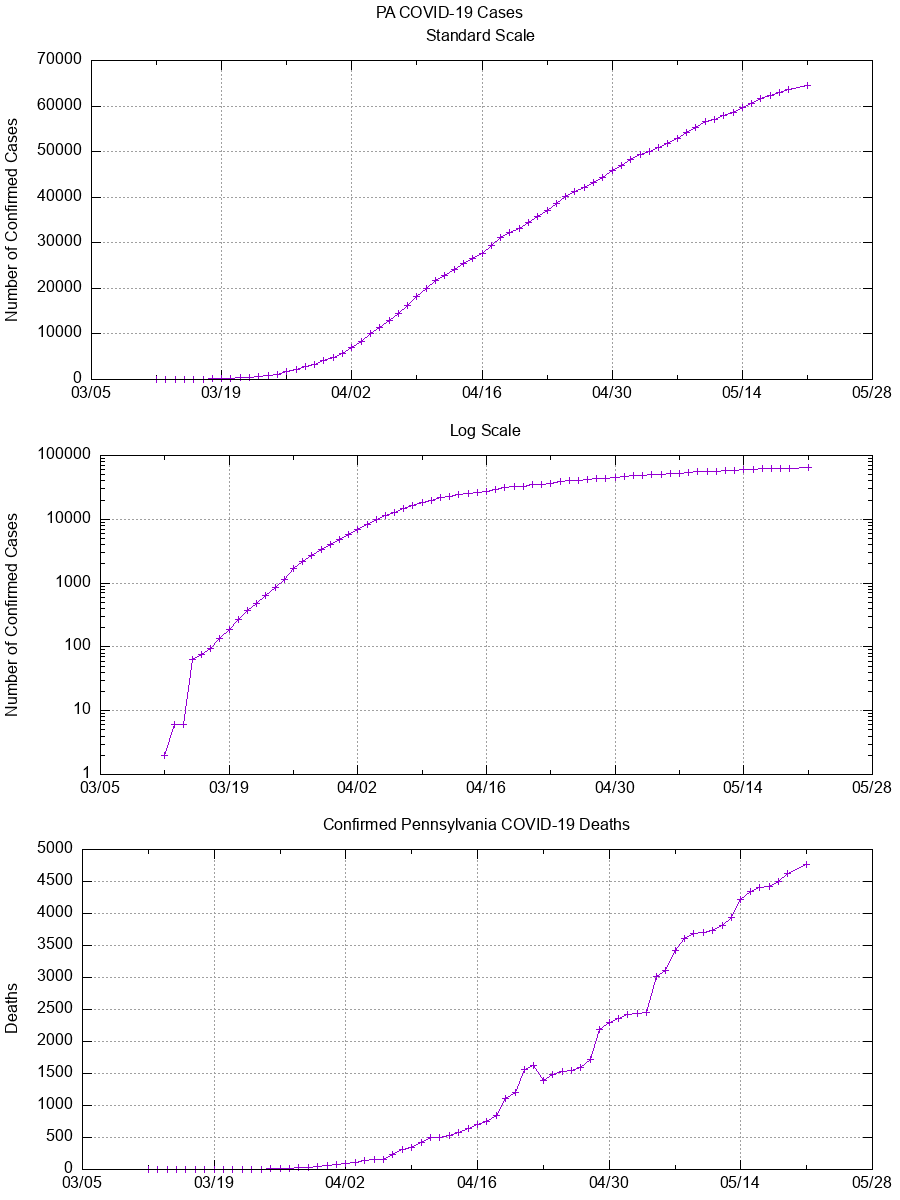 PA COVID-19 Cases
Standard Scale
Number of Confirmed Cases
70000
60000
50000
40000
30000
20000
10000
0
03/05 03/19 04/02 04/16 04/30 05/14 05/28
Log Scale
Number of Confirmed Cases
100000
10000
1000
100
10
1
03/05 03/19 04/02 04/16 04/30 05/14 05/28
Confirmed Pennsylvania COVID-19 Deaths
Deaths
5000
4500
4000
3500
3000
2500
2000
1500
1000
500
0
03/05 03/19 04/02 04/16 04/30 05/14 05/28